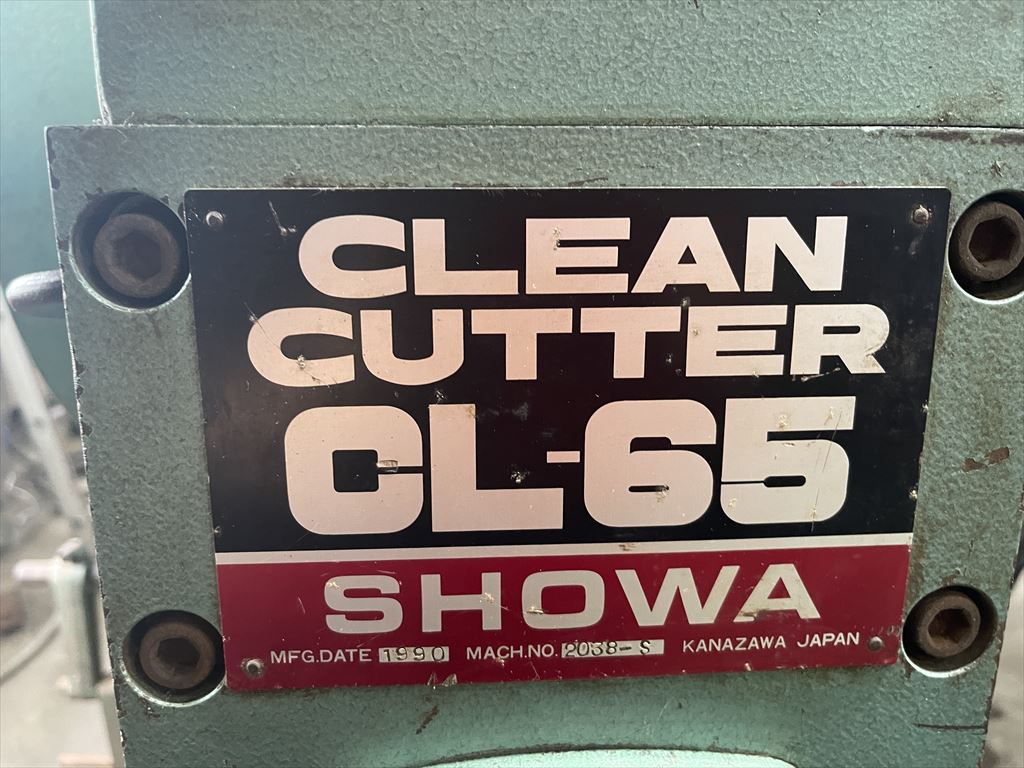 CLEAN
CUTTER
CL-65
SHOWA
MFG.DATE 1990 MACH.NO. 2038-S KANAZAWA JAPAN